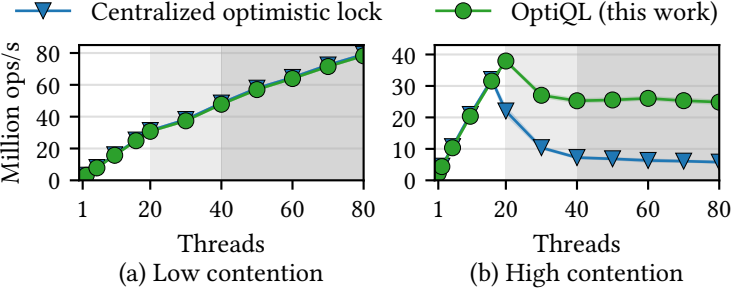 Centralized optimistic lock OptiQL (this work)
Million ops/s
80
60
40
20
0
1 20 40 60 80
Threads
(a) Low contention
40
30
20
10
0
1 20 40 60 80
Threads
(b) High contention